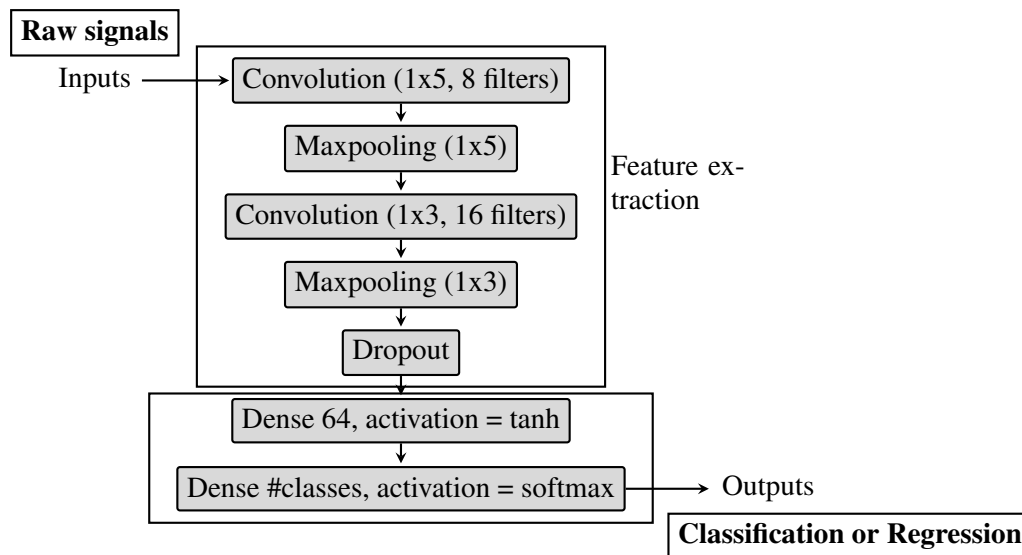 Raw signals
Inputs
Convolution (1x5, 8 filters)
Maxpooling (1x5)
Convolution (1x3, 16 filters)
Maxpooling (1x3)
Dropout
Feature ex-
traction
Dense 64, activation = tanh
Dense #classes, activation = softmax
Outputs
Classification or Regression